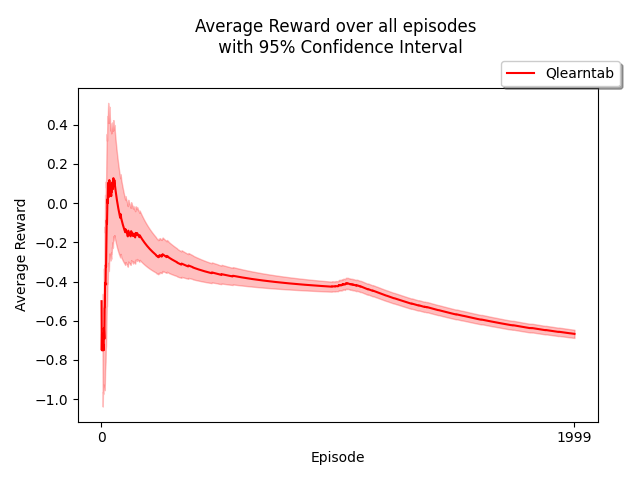 Average Reward over all episodes
with 95% Confidence Interval
Qlearntab
0.4
0.2
0.0
−0.2
−0.4
−0.6
−0.8
−1.0
Average Reward
0
1999
Episode